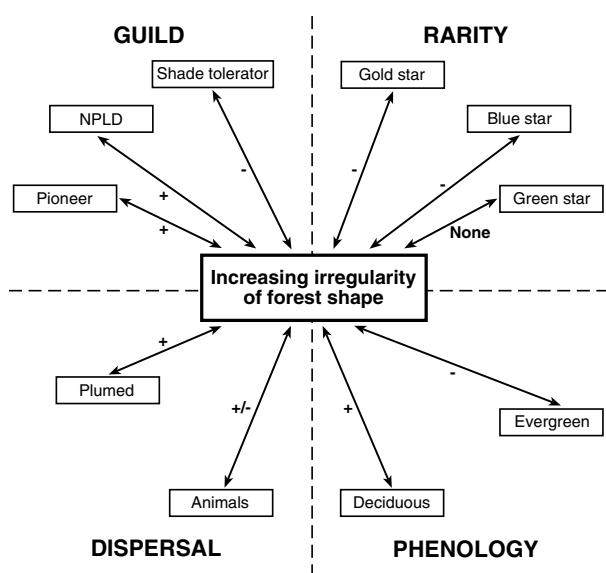 GUILD
RARITY
Shade tolerator
Gold star
NPLD
Blue star
-
-
-
+
Pioneer
Green star
+
None
Increasing irregularity
of forest shape
+
-
Plumed
+/-
+
Evergreen
Animals
Deciduous
DISPERSAL
PHENOLOGY